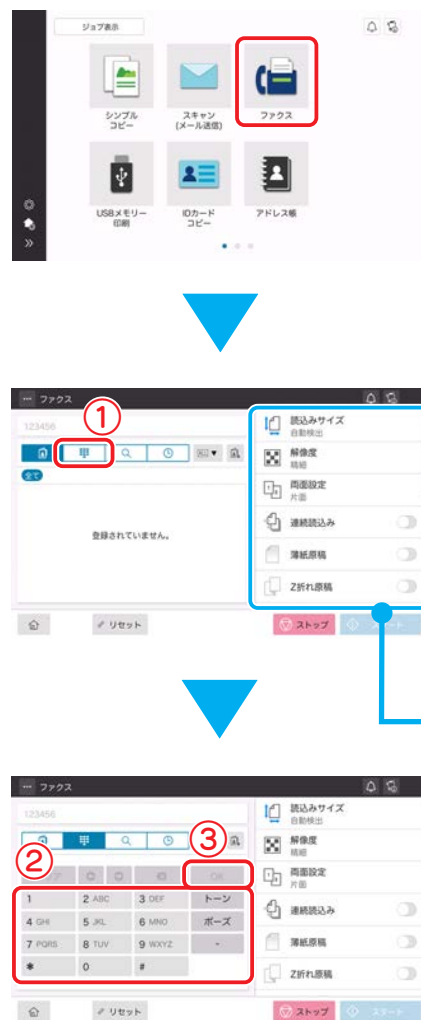 ジョブ表示
シンプル
コピー
スキャン
(メール送信)
ファクス
USBメモリー
印刷
IDカード
コピー
アドレス帳
ファクス
123456
①
全て
登録されていません。
読込みサイズ
自動検出
解像度
精細
両面設定
片面
連続読込み
薄紙原稿
Z折れ原稿
リセット
ストップ
スタート
ファクス
123456
②
③
OK
1
2 ABC
3 DEF
トーン
4 GHI
5 JKL
6 MNO
ポーズ
7 PQRS
8 TUV
9 WXYZ
-
*
0
#
読込みサイズ
自動検出
解像度
精細
両面設定
片面
連続読込み
薄紙原稿
Z折れ原稿
リセット
ストップ
スタート